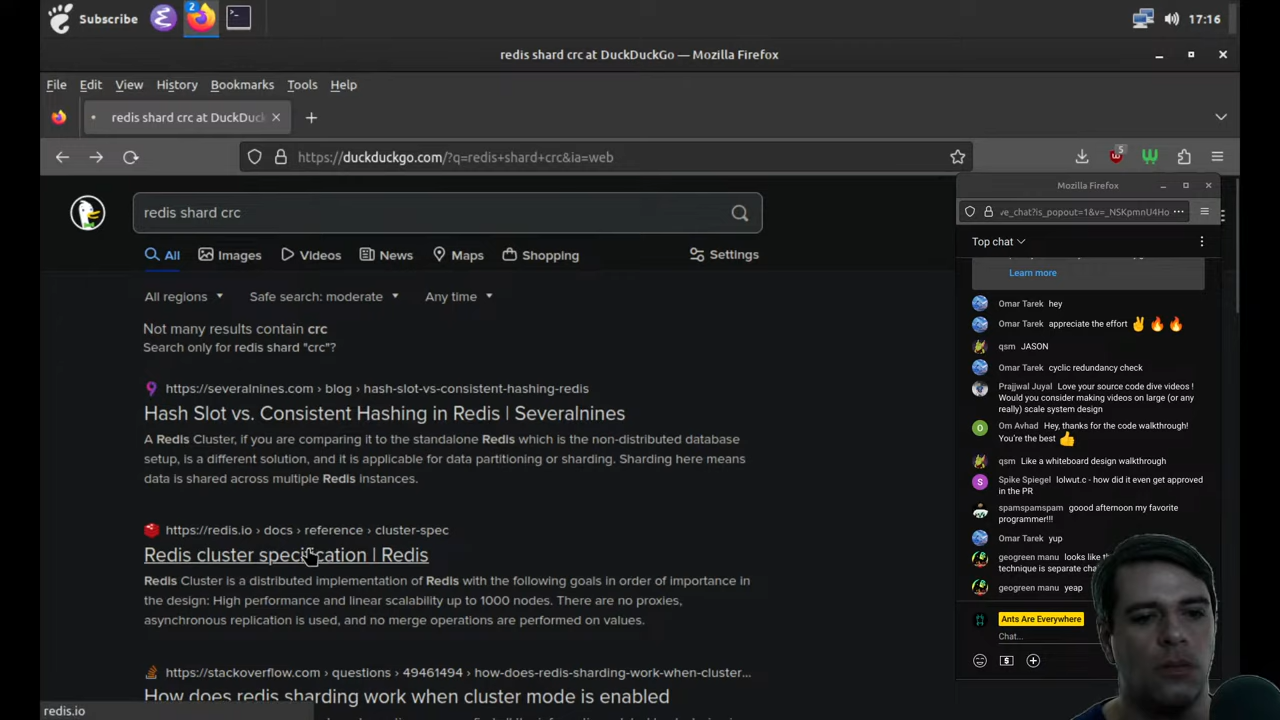 Subscribe
2
17:16
redis shard crc at DuckDuckGo — Mozilla Firefox
File Edit View History Bookmarks Tools Help
redis shard crc at DuckDuc
https://duckduckgo.com/?q=redis+shard+crc&ia=web
5
redis shard crc
All Images Videos News Maps Shopping Settings
All regions Safe search: moderate Any time
Not many results contain crc
Search only for redis shard "crc"?
https://severalnines.com › blog › hash-slot-vs-consistent-hashing-redis
Hash Slot vs. Consistent Hashing in Redis | Severalnines
A Redis Cluster, if you are comparing it to the standalone Redis which is the non-distributed database
setup, is a different solution, and it is applicable for data partitioning or sharding. Sharding here means
data is shared across multiple Redis instances.
https://redis.io › docs › reference › cluster-spec
Redis cluster specification | Redis
Redis Cluster is a distributed implementation of Redis with the following goals in order of importance in
the design: High performance and linear scalability up to 1000 nodes. There are no proxies,
asynchronous replication is used, and no merge operations are performed on values.
https://stackoverflow.com › questions › 49461494 › how-does-redis-sharding-work-when-cluster...
How does redis sharding work when cluster mode is enabled
redis.io
Mozilla Firefox
ve_chat?is_popout=1&v=_NSKpmnU4Ho
Top chat
Learn more
Omar Tarek hey
Omar Tarek appreciate the effort ✌️🔥🔥
qsm JASON
Omar Tarek cyclic redundancy check
Prajjwal Juyal Love your source code dive videos !
Would you consider making videos on large (or any
really) scale system design
O
Om Avhad Hey, thanks for the code walkthrough!
You're the best 👍
qsm Like a whiteboard design walkthrough
S
Spike Spiegel lolwut.c - how did it even get approved
in the PR
spamspamspam goood afternoon my favorite
programmer!!!
Omar Tarek yup
geogreen manu looks like th
technique is separate cha
geogreen manu yeap
Ants Are Everywhere
Chat...